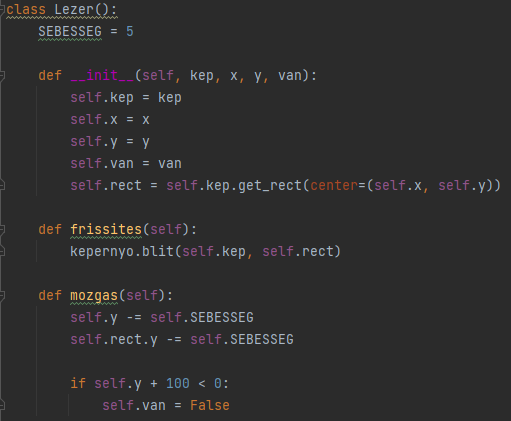 class Lezer():
    SEBESSEG = 5

    def __init__(self, kep, x, y, van):
        self.kep = kep
        self.x = x
        self.y = y
        self.van = van
        self.rect = self.kep.get_rect(center=(self.x, self.y))

    def frissites(self):
        kepernyo.blit(self.kep, self.rect)

    def mozgas(self):
        self.y -= self.SEBESSEG
        self.rect.y -= self.SEBESSEG

        if self.y + 100 < 0:
            self.van = False